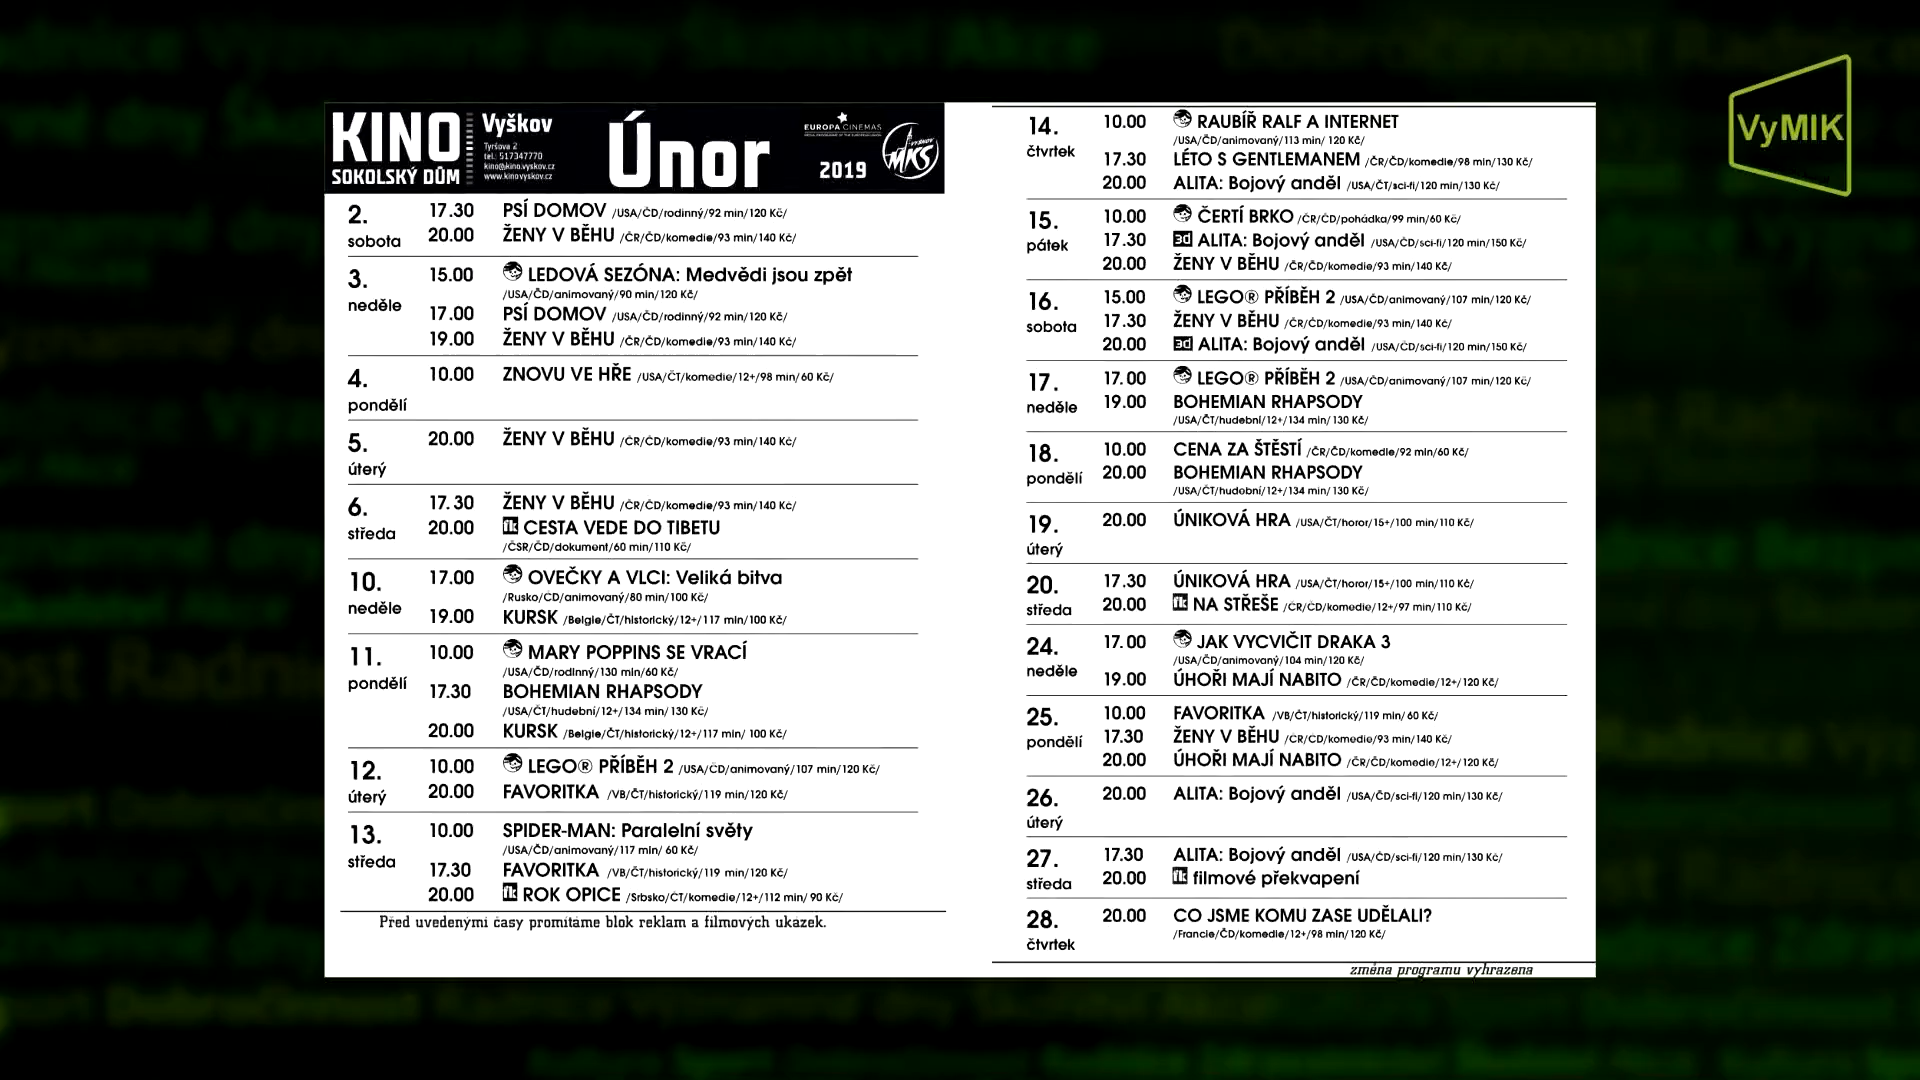 KINO
SOKOLSKÝ DŮM
Vyškov
Tyršova 2
tel.: 517347770
kino@kino.vyskov.cz
www.kinovyskov.cz
Únor
EUROPA CINEMAS
2019
VYŠKOV
MKS
2. sobota
17.30 PSÍ DOMOV /USA/ČD/rodinný/92 min/120 Kč/
20.00 ŽENY V BĚHU /ČR/ČD/komedie/93 min/140 Kč/
3. neděle
15.00 LEDOVÁ SEZÓNA: Medvědi jsou zpět
/USA/ČD/animovaný/90 min/120 Kč/
17.00 PSÍ DOMOV /USA/ČD/rodinný/92 min/120 Kč/
19.00 ŽENY V BĚHU /ČR/ČD/komedie/93 min/140 Kč/
4. pondělí
10.00 ZNOVU VE HŘE /USA/ČT/komedie/12+/98 min/60 Kč/
5. úterý
20.00 ŽENY V BĚHU /ČR/ČD/komedie/93 min/140 Kč/
6. středa
17.30 ŽENY V BĚHU /ČR/ČD/komedie/93 min/140 Kč/
20.00 fk CESTA VEDE DO TIBETU
/ČSR/ČD/dokument/60 min/110 Kč/
10. neděle
17.00 OVEČKY A VLCI: Veliká bitva
/Rusko/ČD/animovaný/80 min/100 Kč/
19.00 KURSK /Belgie/ČT/historický/12+/117 min/100 Kč/
11. pondělí
10.00 MARY POPPINS SE VRACÍ
/USA/ČD/rodinný/130 min/60 Kč/
17.30 BOHEMIAN RHAPSODY
/USA/ČT/hudební/12+/134 min/ 130 Kč/
20.00 KURSK /Belgie/ČT/historický/12+/117 min/ 100 Kč/
12. úterý
10.00 LEGO® PŘÍBĚH 2 /USA/ČD/animovaný/107 min/120 Kč/
20.00 FAVORITKA /VB/ČT/historický/119 min/120 Kč/
13. středa
10.00 SPIDER-MAN: Paralelní světy
/USA/ČD/animovaný/117 min/ 60 Kč/
17.30 FAVORITKA /VB/ČT/historický/119 min/120 Kč/
20.00 fk ROK OPICE /Srbsko/ČT/komedie/12+/112 min/ 90 Kč/
Před uvedenými časy promítáme blok reklam a filmových ukázek.
14. čtvrtek
10.00 RAUBÍŘ RALF A INTERNET
/USA/ČD/animovaný/113 min/ 120 Kč/
17.30 LÉTO S GENTLEMANEM /ČR/ČD/komedie/98 min/130 Kč/
20.00 ALITA: Bojový anděl /USA/ČT/sci-fi/120 min/130 Kč/
15. pátek
10.00 ČERTÍ BRKO /ČR/ČD/pohádka/99 min/60 Kč/
17.30 3d ALITA: Bojový anděl /USA/ČD/sci-fi/120 min/150 Kč/
20.00 ŽENY V BĚHU /ČR/ČD/komedie/93 min/140 Kč/
16. sobota
15.00 LEGO® PŘÍBĚH 2 /USA/ČD/animovaný/107 min/120 Kč/
17.30 ŽENY V BĚHU /ČR/ČD/komedie/93 min/140 Kč/
20.00 3d ALITA: Bojový anděl /USA/ČD/sci-fi/120 min/150 Kč/
17. neděle
17.00 LEGO® PŘÍBĚH 2 /USA/ČD/animovaný/107 min/120 Kč/
19.00 BOHEMIAN RHAPSODY
/USA/ČT/hudební/12+/134 min/ 130 Kč/
18. pondělí
10.00 CENA ZA ŠTĚSTÍ /ČR/ČD/komedie/92 min/60 Kč/
20.00 BOHEMIAN RHAPSODY
/USA/ČT/hudební/12+/134 min/ 130 Kč/
19. úterý
20.00 ÚNIKOVÁ HRA /USA/ČT/horor/15+/100 min/110 Kč/
20. středa
17.30 ÚNIKOVÁ HRA /USA/ČT/horor/15+/100 min/110 Kč/
20.00 fk NA STŘEŠE /ČR/ČD/komedie/12+/97 min/110 Kč/
24. neděle
17.00 JAK VYCVIČIT DRAKA 3
/USA/ČD/animovaný/104 min/120 Kč/
19.00 ÚHOŘI MAJÍ NABITO /ČR/ČD/komedie/12+/120 Kč/
25. pondělí
10.00 FAVORITKA /VB/ČT/historický/119 min/ 60 Kč/
17.30 ŽENY V BĚHU /ČR/ČD/komedie/93 min/140 Kč/
20.00 ÚHOŘI MAJÍ NABITO /ČR/ČD/komedie/12+/120 Kč/
26. úterý
20.00 ALITA: Bojový anděl /USA/ČD/sci-fi/120 min/130 Kč/
27. středa
17.30 ALITA: Bojový anděl /USA/ČD/sci-fi/120 min/130 Kč/
20.00 fk filmové překvapení
28. čtvrtek
20.00 CO JSME KOMU ZASE UDĚLALI?
/Francie/ČD/komedie/12+/98 min/120 Kč/
změna programu vyhrazena
VyMIK